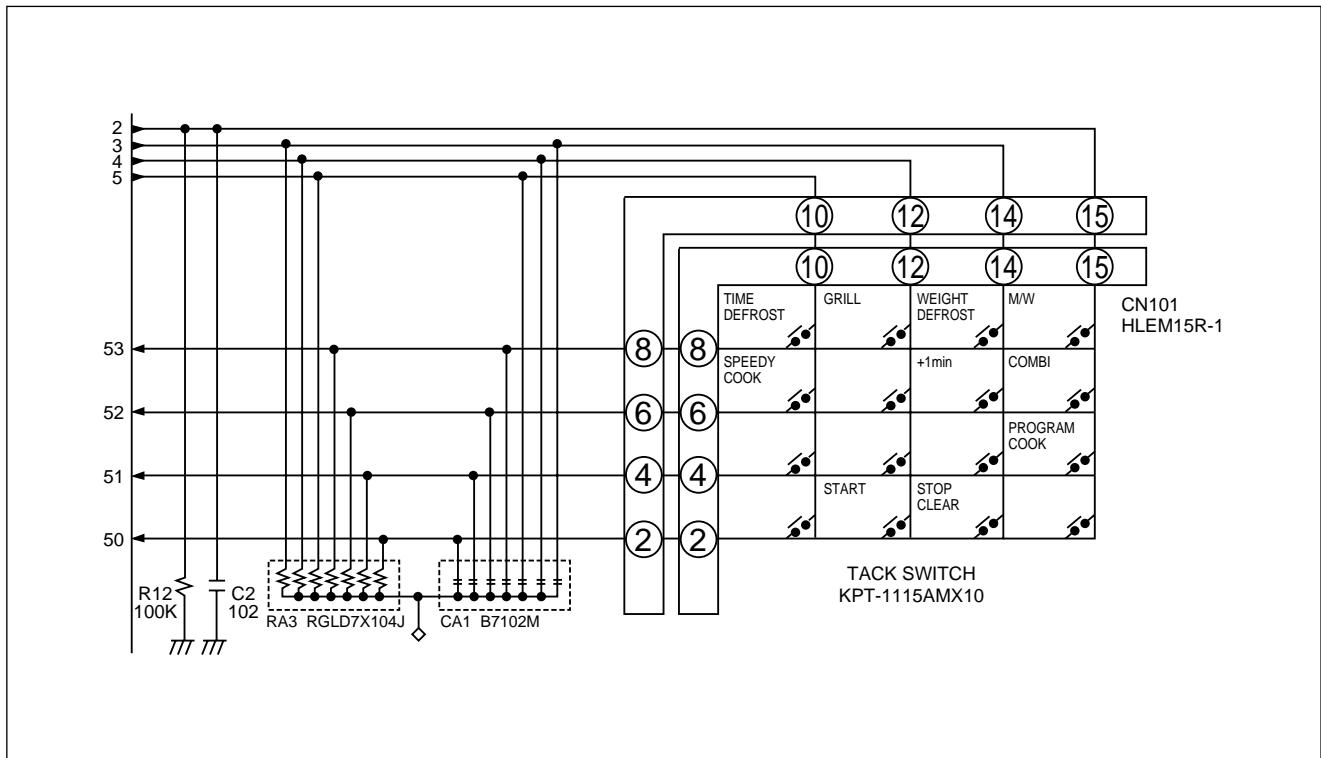 2
3
4
5
10 12 14 15
10 12 14 15
TIME
DEFROST
GRILL
WEIGHT
DEFROST
M/W
CN101
HLEM15R-1
53
8 8
SPEEDY
COOK
+1min
COMBI
52
6 6
PROGRAM
COOK
51
4 4
START
STOP
CLEAR
50
2 2
R12
100K
C2
102
RA3 RGLD7X104J
CA1 B7102M
TACK SWITCH
KPT-1115AMX10